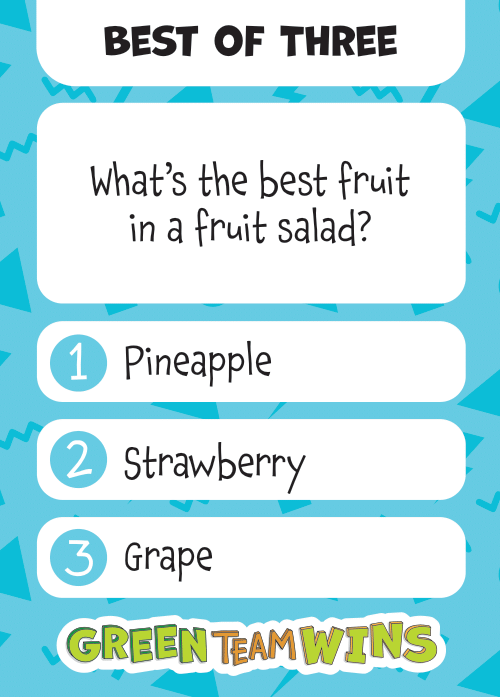 BEST OF THREE
What's the best fruit
in a fruit salad?
1 Pineapple
2 Strawberry
3 Grape
GREEN TEAM WINS